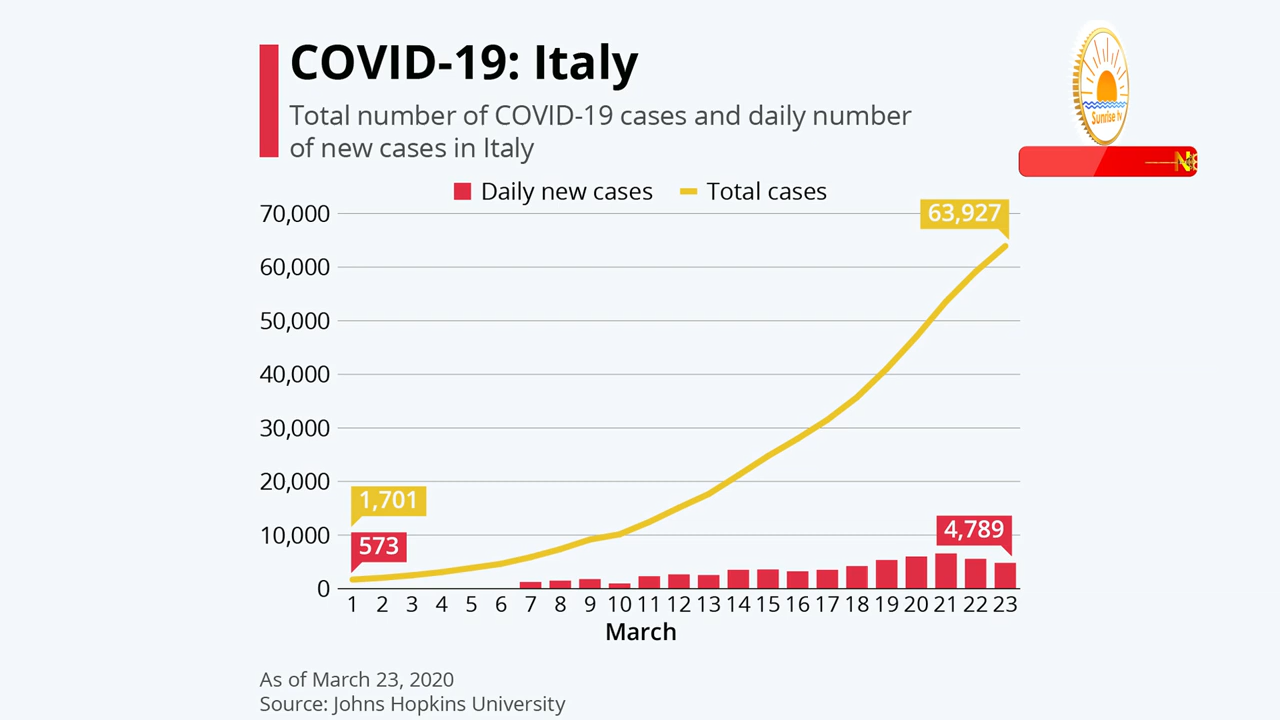 COVID-19: Italy
Total number of COVID-19 cases and daily number
of new cases in Italy
Sunrise tv
Daily new cases
Total cases
70,000
60,000
50,000
40,000
30,000
20,000
10,000
0
63,927
1,701
573
4,789
1 2 3 4 5 6 7 8 9 10 11 12 13 14 15 16 17 18 19 20 21 22 23
March
As of March 23, 2020
Source: Johns Hopkins University